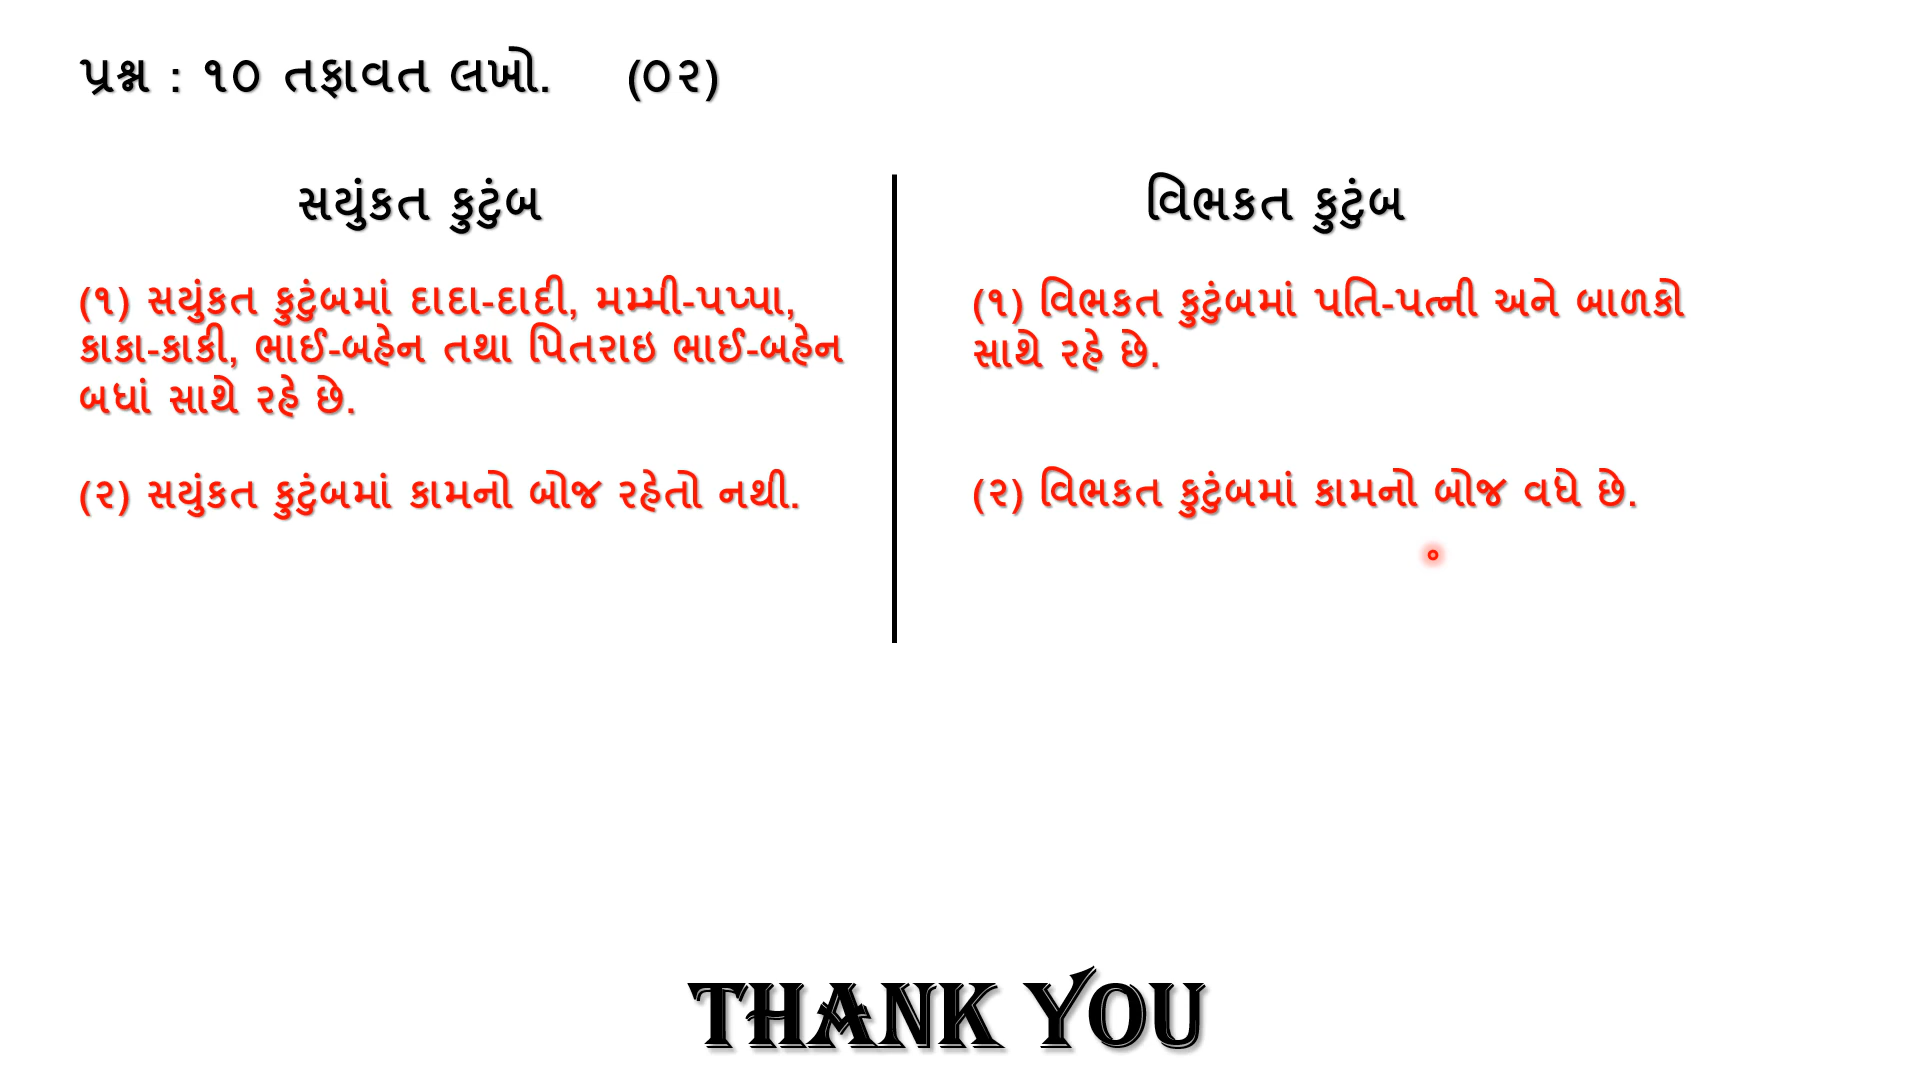 પ્રશ્ન : ૧૦ તફાવત લખો. (૦૨)
સયુંકત કુટુંબ
(૧) સયુંકત કુટુંબમાં દાદા-દાદી, મમ્મી-પપ્પા,
કાકા-કાકી, ભાઈ-બહેન તથા પિતરાઇ ભાઈ-બહેન
બધાં સાથે રહે છે.
(૨) સયુંકત કુટુંબમાં કામનો બોજ રહેતો નથી.
વિભકત કુટુંબ
(૧) વિભકત કુટુંબમાં પતિ-પત્ની અને બાળકો
સાથે રહે છે.
(૨) વિભકત કુટુંબમાં કામનો બોજ વધે છે.
THANK YOU